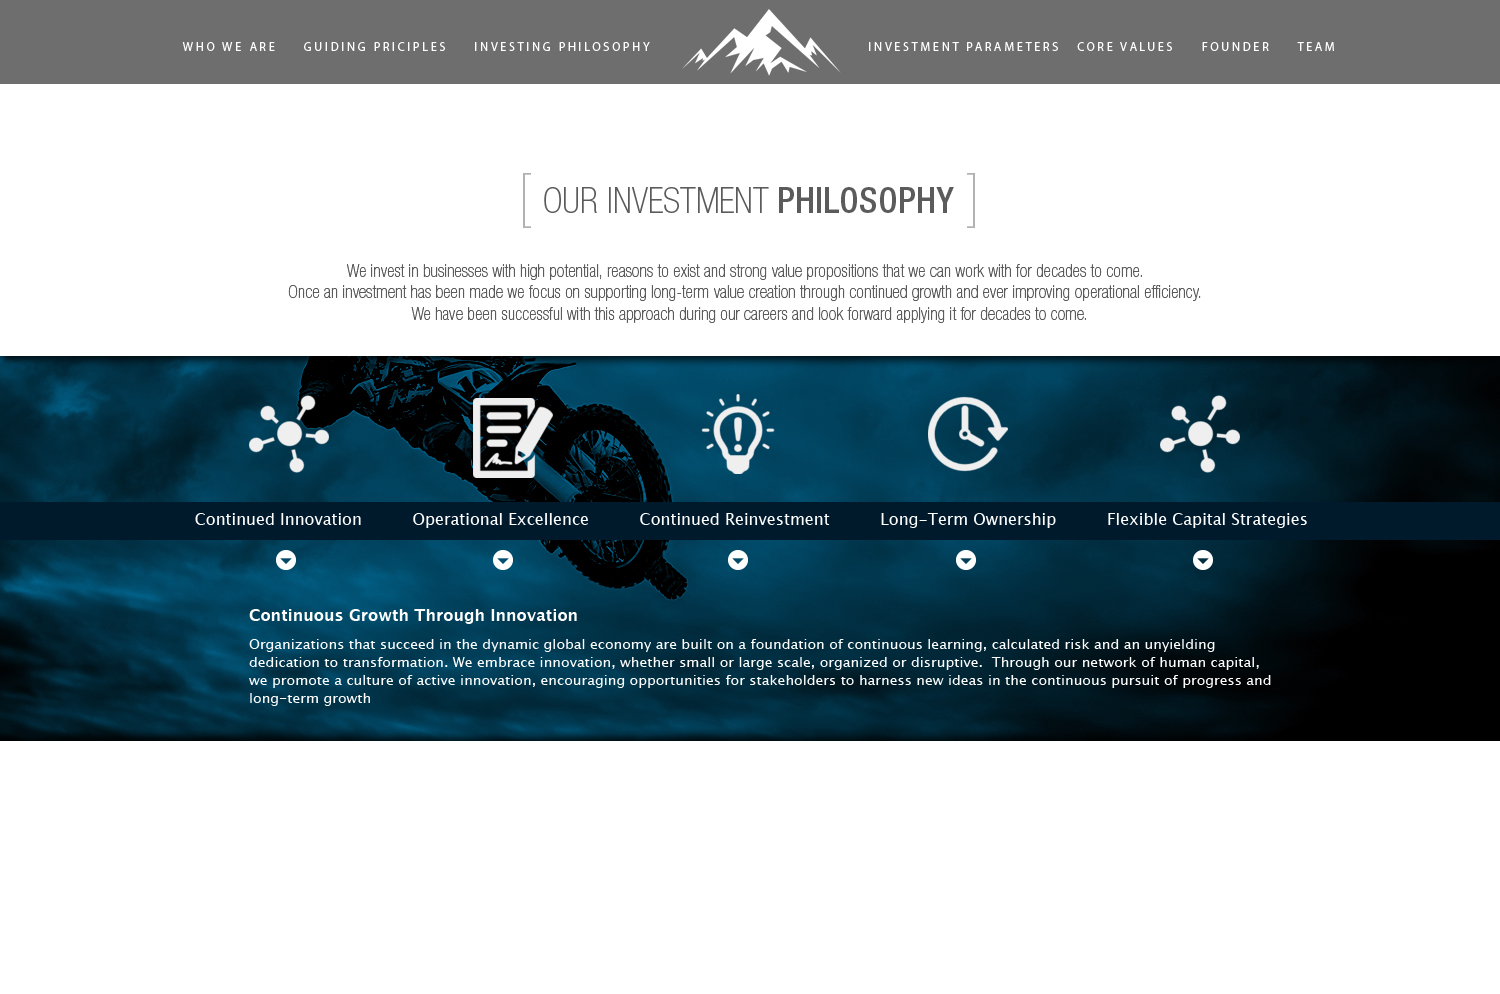 WHO WE ARE GUIDING PRICIPLES INVESTING PHILOSOPHY INVESTMENT PARAMETERS CORE VALUES FOUNDER TEAM
OUR INVESTMENT PHILOSOPHY
We invest in businesses with high potential, reasons to exist and strong value propositions that we can work with for decades to come.
Once an investment has been made we focus on supporting long-term value creation through continued growth and ever improving operational efficiency.
We have been successful with this approach during our careers and look forward applying it for decades to come.
Continued Innovation Operational Excellence Continued Reinvestment Long-Term Ownership Flexible Capital Strategies
Continuous Growth Through Innovation
Organizations that succeed in the dynamic global economy are built on a foundation of continuous learning, calculated risk and an unyielding
dedication to transformation. We embrace innovation, whether small or large scale, organized or disruptive.  Through our network of human capital,
we promote a culture of active innovation, encouraging opportunities for stakeholders to harness new ideas in the continuous pursuit of progress and
long-term growth